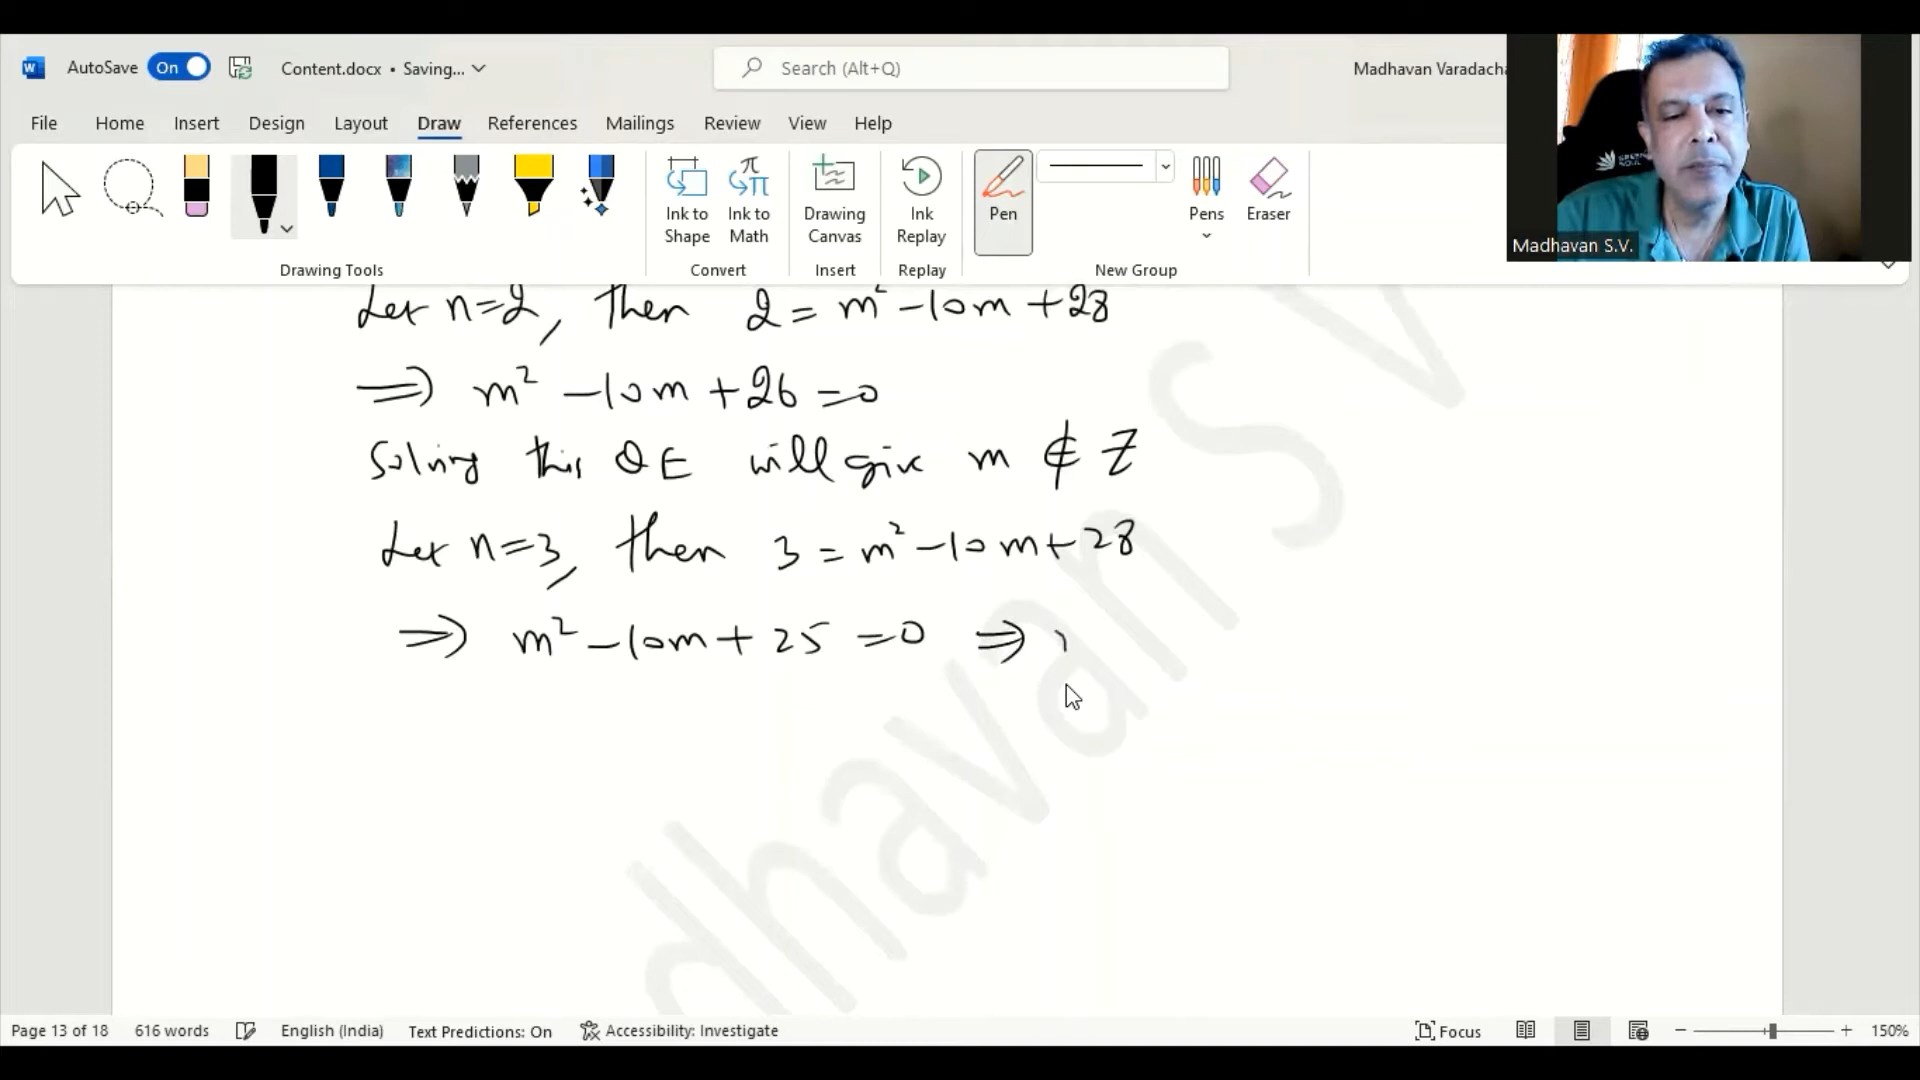 AutoSave On Content.docx • Saving... Search (Alt+Q) Madhavan Varadacha
File Home Insert Design Layout Draw References Mailings Review View Help
Ink to Shape
Ink to Math
Drawing Canvas
Ink Replay
Pen
Pens
Eraser
Drawing Tools Convert Insert Replay New Group
Madhavan S.V.
Let n=2, then 2 = m² -10m +28
⇒ m² -10m +26 =0
Solving this QE will give m ∉ Z
Let n=3, then 3 = m² -10m+28
⇒ m² -10m + 25 =0 ⇒
dhavan S V
Page 13 of 18 616 words English (India) Text Predictions: On Accessibility: Investigate Focus 150%